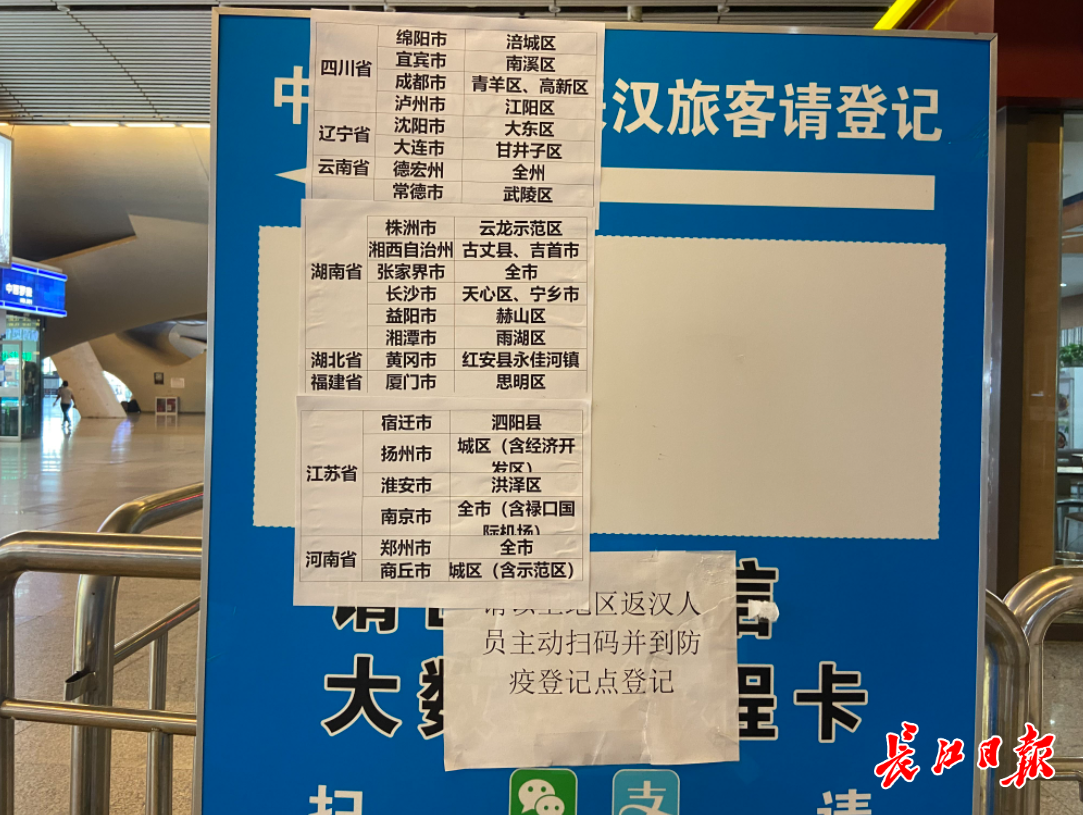 中
汉旅客请登记
四川省 绵阳市 涪城区
宜宾市 南溪区
成都市 青羊区、高新区
泸州市 江阳区
辽宁省 沈阳市 大东区
大连市 甘井子区
云南省 德宏州 全州
常德市 武陵区
湖南省 株洲市 云龙示范区
湘西自治州 古丈县、吉首市
张家界市 全市
长沙市 天心区、宁乡市
益阳市 赫山区
湘潭市 雨湖区
湖北省 黄冈市 红安县永佳河镇
福建省 厦门市 思明区
江苏省 宿迁市 泗阳县
扬州市 城区（含经济开
发区）
淮安市 洪泽区
南京市 全市（含禄口国
际机场）
河南省 郑州市 全市
商丘市 城区（含示范区）
请以上地区返汉人
员主动扫码并到防
疫登记点登记
信
大数 程卡
扫 请
支
长江日报